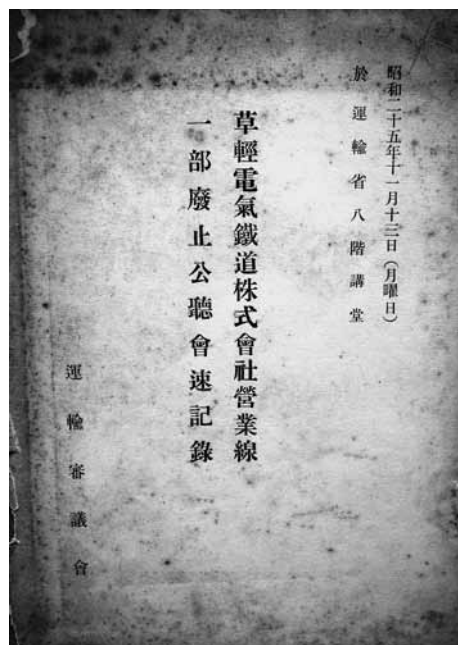 昭和二十五年十一月十三日(月曜日)
於運輸省八階講堂
草輕電氣鐵道株式會社營業線
一部廢止公聽會速記錄
運輸審議會